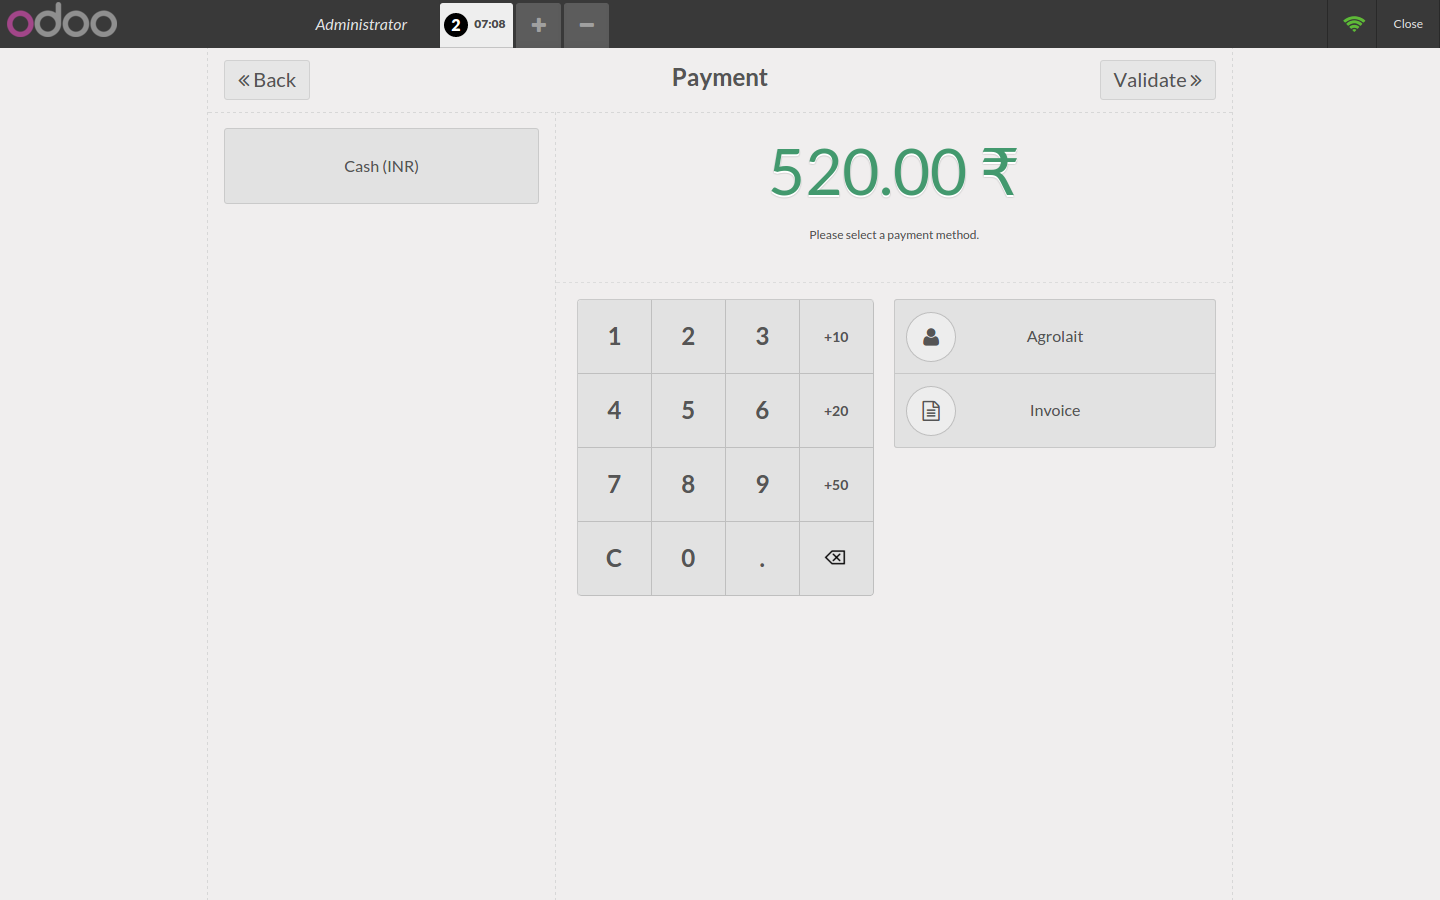 odoo
Administrator
2 07:08
Close
Back
Payment
Validate
Cash (INR)
520.00 ₹
Please select a payment method.
1 2 3 +10
4 5 6 +20
7 8 9 +50
C 0 .
Agrolait
Invoice